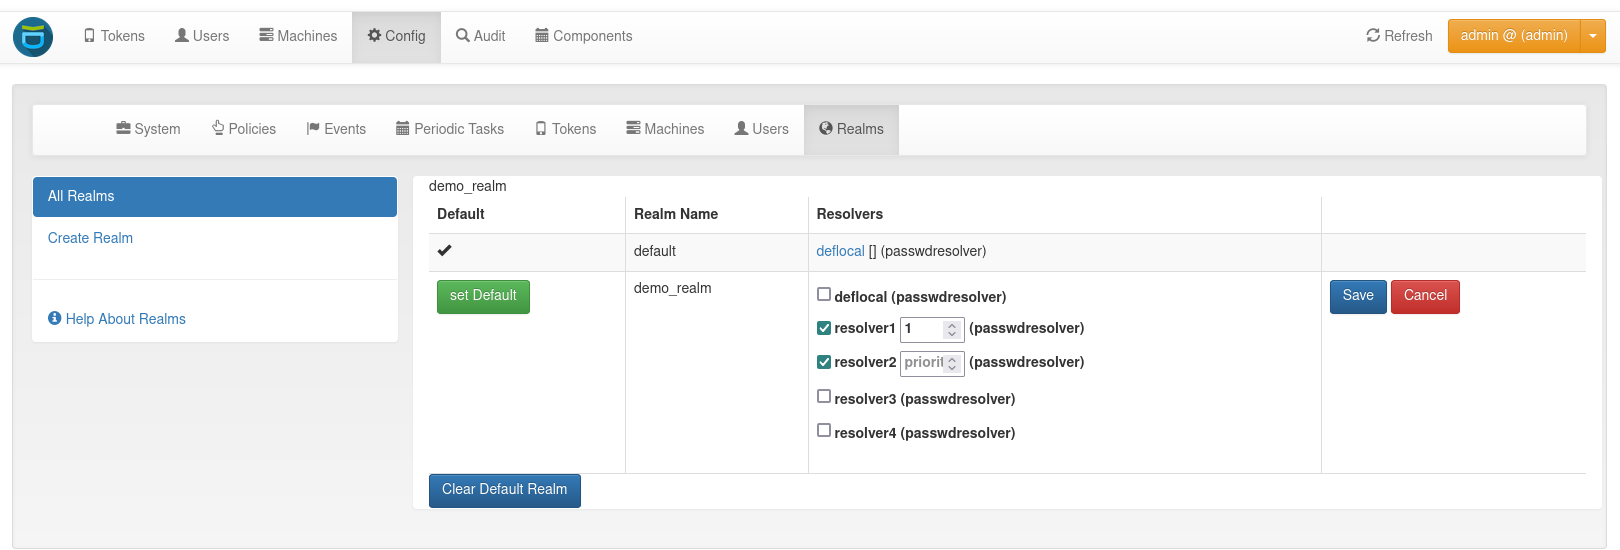 Tokens Users Machines Config Audit Components Refresh admin @ (admin)
System Policies Events Periodic Tasks Tokens Machines Users Realms
All Realms
Create Realm
Help About Realms
demo_realm
Default Realm Name Resolvers
default deflocal [] (passwdresolver)
set Default demo_realm deflocal (passwdresolver) Save Cancel
resolver1 1 (passwdresolver)
resolver2 priorit (passwdresolver)
resolver3 (passwdresolver)
resolver4 (passwdresolver)
Clear Default Realm